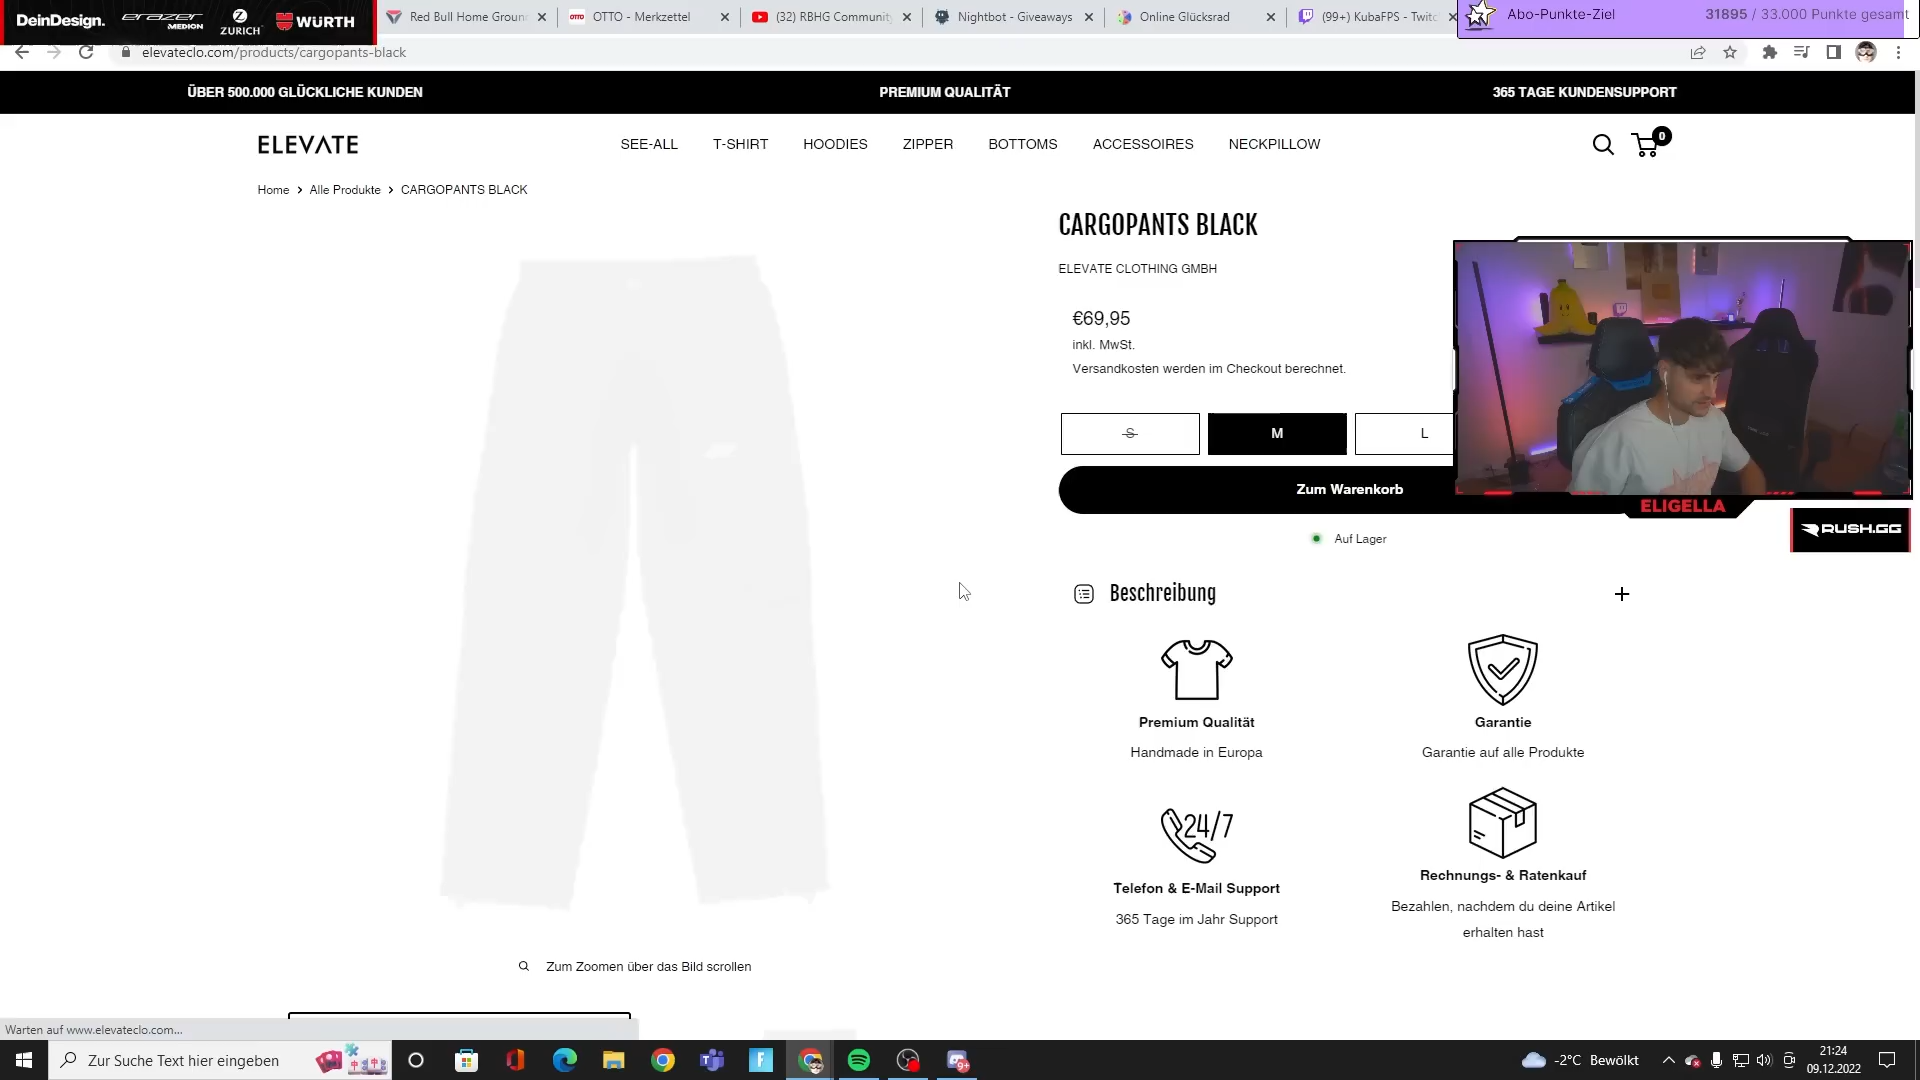 DeinDesign.
erazer
MEDION
ZURICH
WÜRTH
Red Bull Home Groun
OTTO - Merkzettel
(32) RBHG Community
Nightbot - Giveaways
Online Glücksrad
(99+) KubaFPS - Twitc
Abo-Punkte-Ziel
31895 / 33.000 Punkte gesamt
elevateclo.com/products/cargopants-black
ÜBER 500.000 GLÜCKLICHE KUNDEN
PREMIUM QUALITÄT
365 TAGE KUNDENSUPPORT
ELEVATE
SEE-ALL
T-SHIRT
HOODIES
ZIPPER
BOTTOMS
ACCESSOIRES
NECKPILLOW
0
Home > Alle Produkte > CARGOPANTS BLACK
CARGOPANTS BLACK
ELEVATE CLOTHING GMBH
€69,95
inkl. MwSt.
Versandkosten werden im Checkout berechnet.
S
M
L
Zum Warenkorb
ELIGELLA
RUSH.GG
Auf Lager
Beschreibung
Premium Qualität
Handmade in Europa
Garantie
Garantie auf alle Produkte
24/7
Telefon & E-Mail Support
365 Tage im Jahr Support
Rechnungs- & Ratenkauf
Bezahlen, nachdem du deine Artikel
erhalten hast
Zum Zoomen über das Bild scrollen
Warten auf www.elevateclo.com...
Zur Suche Text hier eingeben
-2°C Bewölkt
21:24
09.12.2022